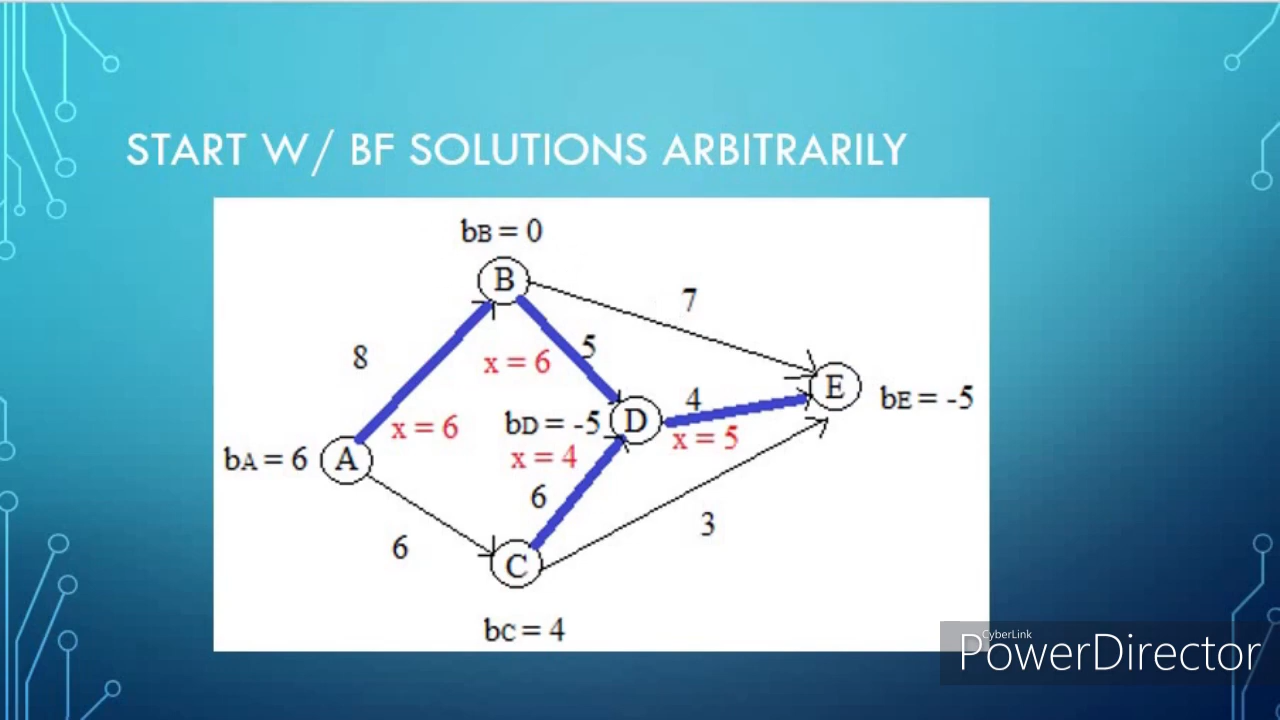 START W/ BF SOLUTIONS ARBITRARILY
bB = 0
B
7
8
5
x = 6
E
bE = -5
4
bD = -5
D
x = 6
x = 5
bA = 6
A
x = 4
6
3
6
C
bC = 4
CyberLink
PowerDirector